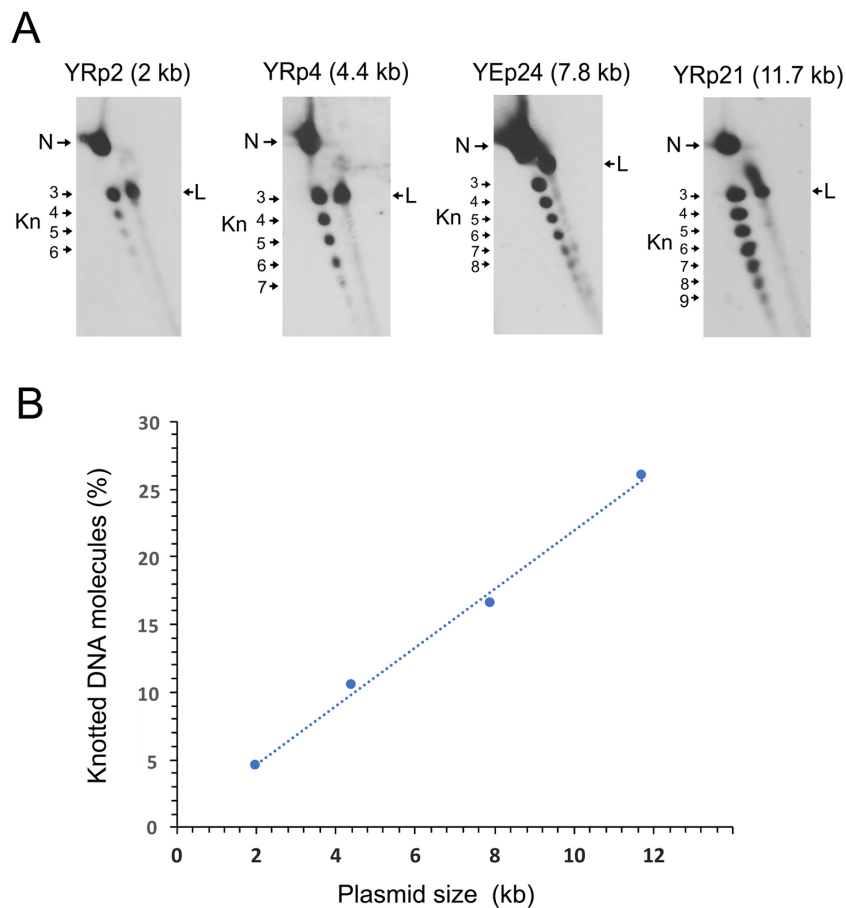 A
YRp2 (2 kb)
YRp4 (4.4 kb)
YEp24 (7.8 kb)
YRp21 (11.7 kb)
N
3
4
Kn
5
6
L
N
3
4
Kn
5
6
7
L
N
L
3
4
Kn
5
6
7
8
N
3
4
5
Kn
6
7
8
9
L
B
30
25
20
15
10
5
0
Knotted DNA molecules (%)
0 2 4 6 8 10 12
Plasmid size (kb)